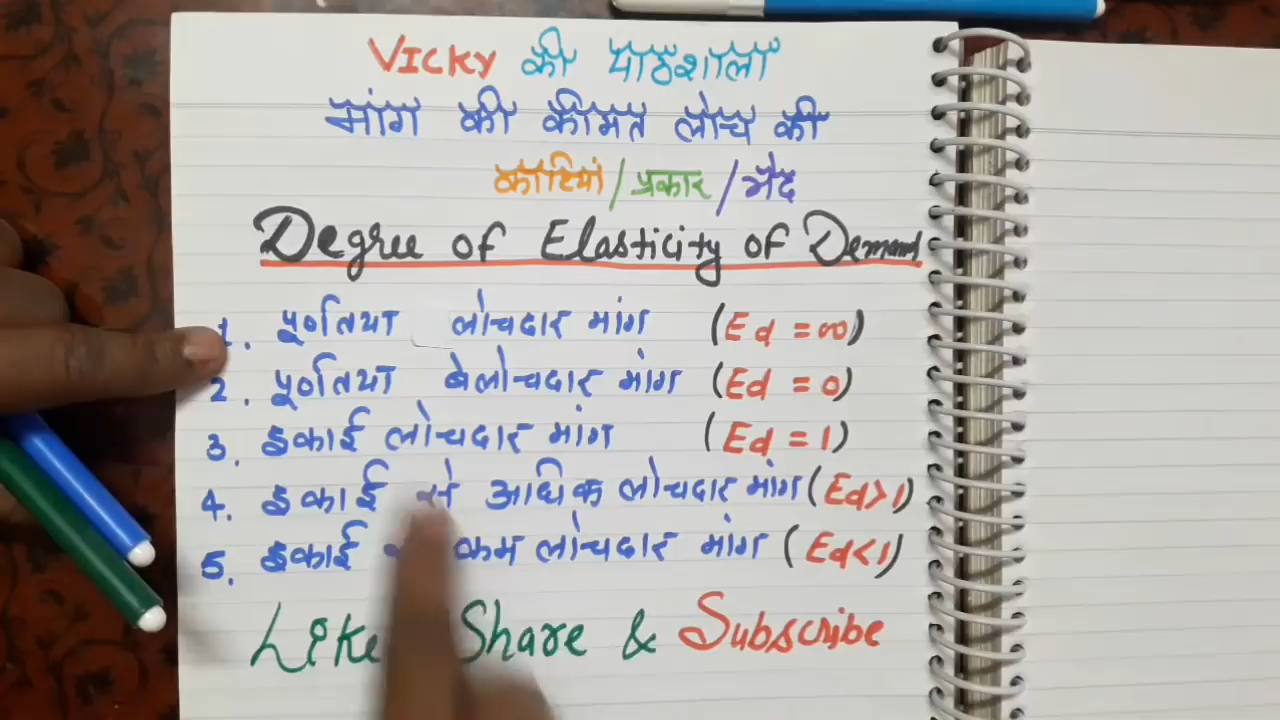 VICKY की पाठशाला
मांग की कीमत लोच की
कोटियां / प्रकार / भेद
Degree of Elasticity of Demand
1. पूर्णतया लोचदार मांग (Ed = ∞)
2. पूर्णतया बेलोचदार मांग (Ed = 0)
3. इकाई लोचदार मांग (Ed = 1)
4. इकाई से अधिक लोचदार मांग (Ed > 1)
5. इकाई कम लोचदार मांग (Ed < 1)
Like Share & Subscribe